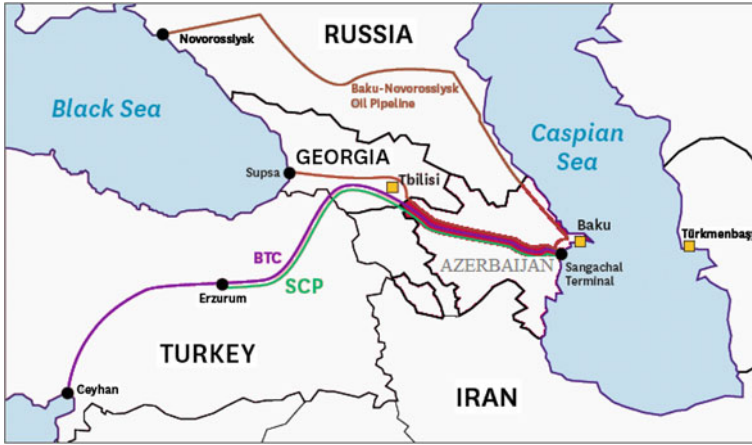 RUSSIA
Novorossiysk
Baku-Novorossiysk
Oil Pipeline
Black Sea
Caspian
Sea
GEORGIA
Supsa
Tbilisi
Baku
Türkmenbaş
BTC
AZERBAIJAN
Sangachal
Terminal
SCP
Erzurum
TURKEY
IRAN
Ceyhan